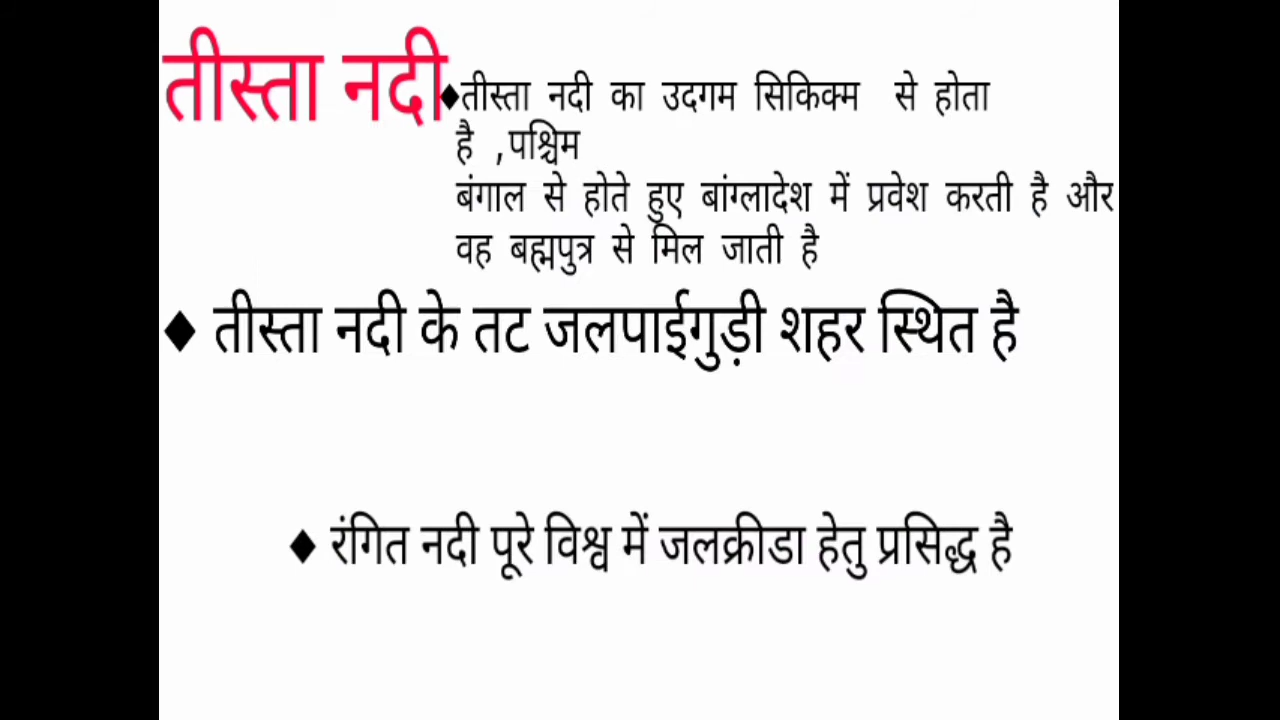 तीस्ता नदी
♦तीस्ता नदी का उदगम सिकिक्म से होता
है ,पश्चिम
बंगाल से होते हुए बांग्लादेश में प्रवेश करती है और
वह बह्मपुत्र से मिल जाती है
♦ तीस्ता नदी के तट जलपाईगुड़ी शहर स्थित है
♦ रंगित नदी पूरे विश्व में जलक्रीडा हेतु प्रसिद्ध है